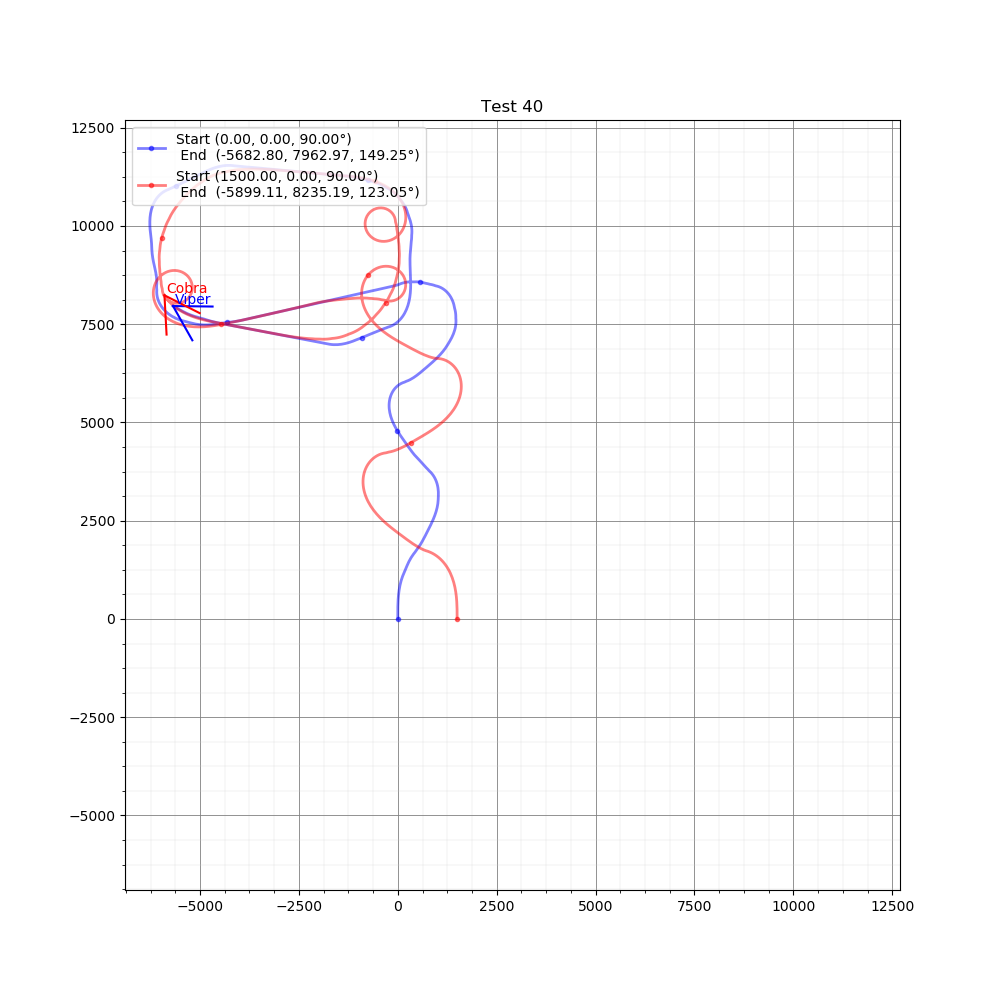 Test 40
12500
10000
7500
5000
2500
0
−2500
−5000
Start (0.00, 0.00, 90.00°)
End (-5682.80, 7962.97, 149.25°)
Start (1500.00, 0.00, 90.00°)
End (-5899.11, 8235.19, 123.05°)
Cobra
Viper
−5000 −2500 0 2500 5000 7500 10000 12500